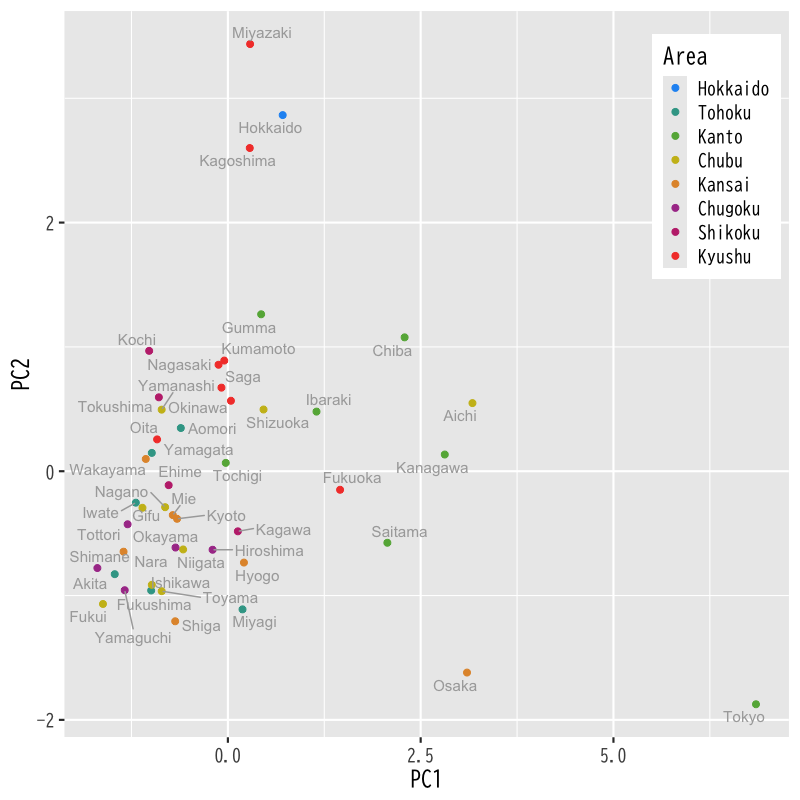 Miyazaki
Area
Hokkaido
Tohoku
Kanto
Chubu
Kansai
Chugoku
Shikoku
Kyushu
Hokkaido
Kagoshima
2
Gumma
Kochi
Kumamoto
Chiba
Nagasaki
Saga
Yamanashi
Ibaraki
Tokushima
Okinawa
Aichi
Shizuoka
Oita
Aomori
Yamagata
PC2
0
Wakayama
Ehime
Tochigi
Kanagawa
Fukuoka
Nagano
Mie
Iwate
Gifu
Kyoto
Kagawa
Saitama
Tottori
Okayama
Hiroshima
Shimane
Nara
Niigata
Hyogo
Akita
Ishikawa
Toyama
Fukushima
Fukui
Miyagi
Shiga
Yamaguchi
Osaka
Tokyo
-2
0.0
2.5
5.0
PC1